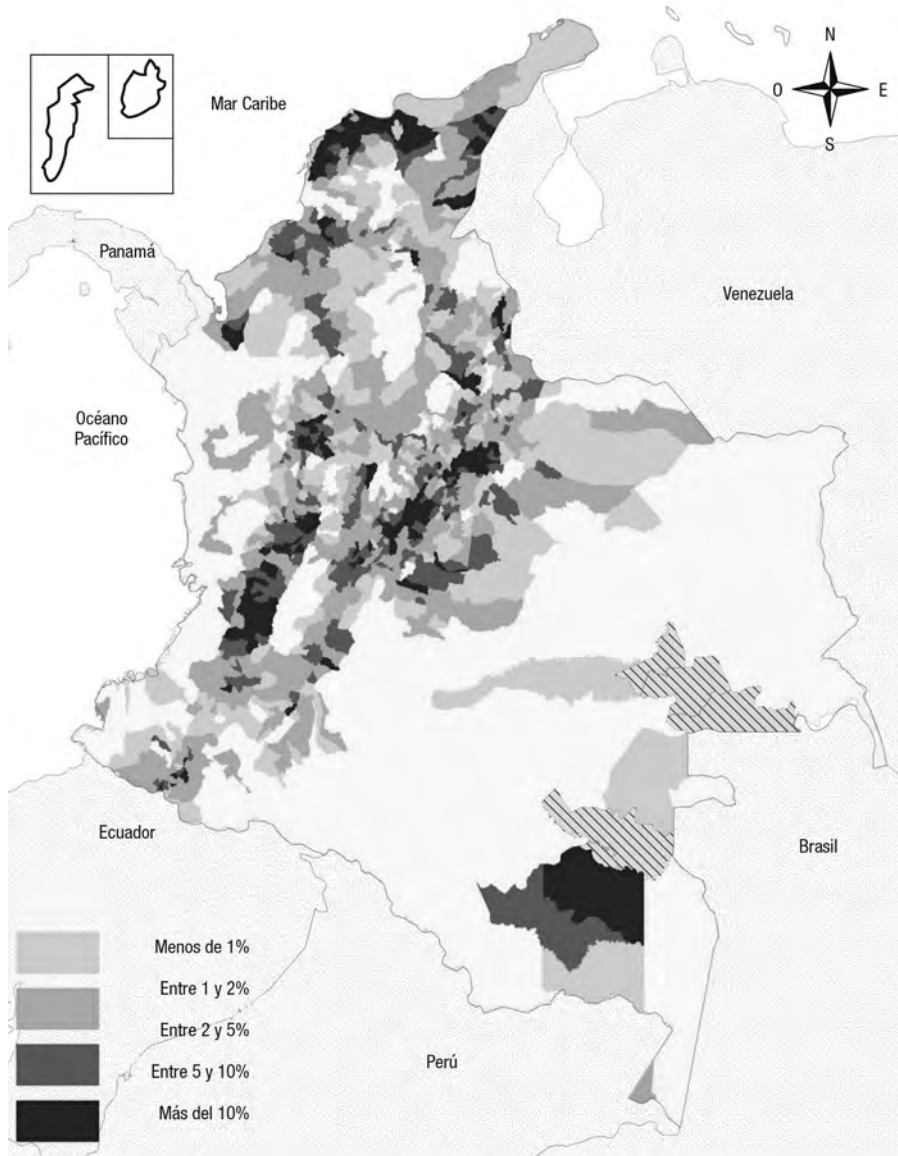 N
O E
S
Mar Caribe
Panamá
Venezuela
Océano
Pacífico
Ecuador
Brasil
Perú
Menos de 1%
Entre 1 y 2%
Entre 2 y 5%
Entre 5 y 10%
Más del 10%